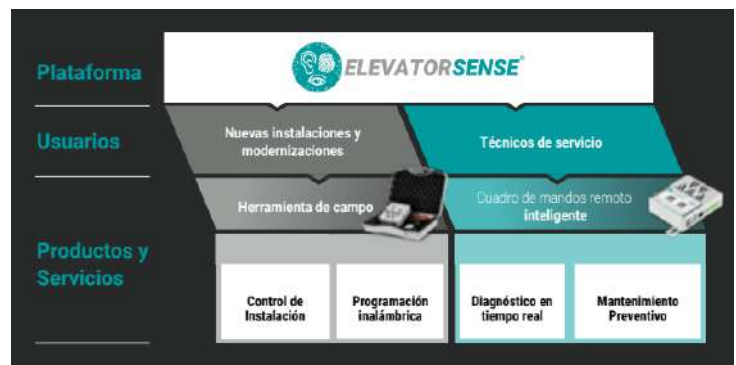 Plataforma
ELEVATORSENSE®
Usuarios
Nuevas instalaciones y
modernizaciones
Técnicos de servicio
Herramienta de campo
Cuadro de mandos remoto
inteligente
Productos y
Servicios
Control de
Instalación
Programación
inalámbrica
Diagnóstico en
tiempo real
Mantenimiento
Preventivo